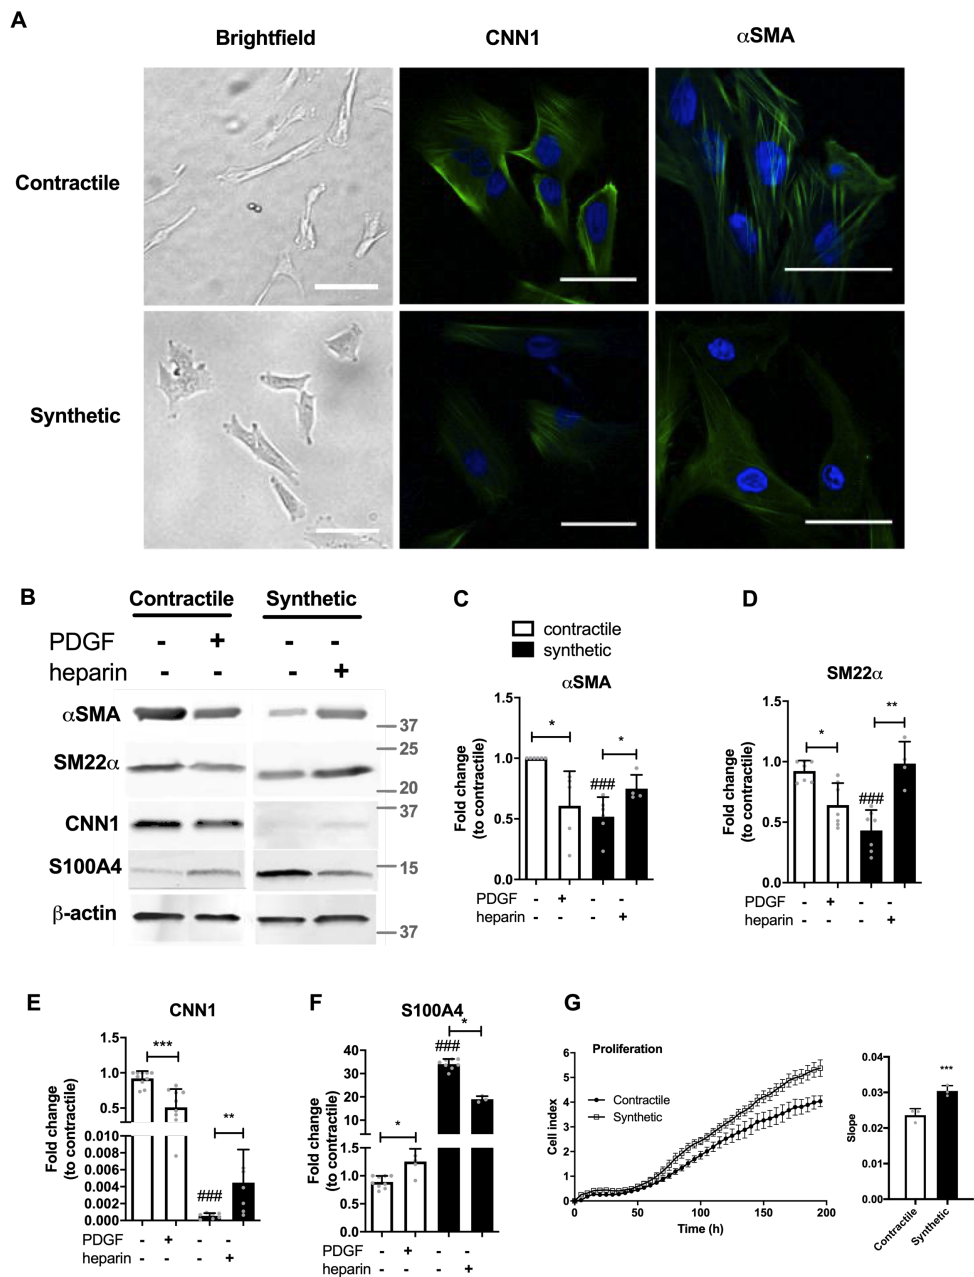 A
Brightfield CNN1 αSMA
Contractile
Synthetic
B
Contractile Synthetic
PDGF - + - -
heparin - - - +
αSMA
37
SM22α
25
20
CNN1
37
S100A4
15
β-actin
37
C
contractile
synthetic
αSMA
Fold change
(to contractile)
1.5
1.0
0.5
0.0
*
###
*
PDGF - + - -
heparin - - - +
D
SM22α
Fold change
(to contractile)
1.5
1.0
0.5
0.0
*
###
**
PDGF - + - -
heparin - - - +
E
CNN1
Fold change
(to contractile)
1.5
1.0
0.5
0.010
0.008
0.006
0.004
0.002
0.000
***
###
**
PDGF - + - -
heparin - - - +
F
S100A4
Fold change
(to contractile)
40
30
20
10
1.5
1.0
0.5
0.0
*
###
*
PDGF - + - -
heparin - - - +
G
Proliferation
Contractile
Synthetic
Cell index
6
5
4
3
2
1
0
0 50 100 150 200
Time (h)
Slope
0.04
0.03
0.02
0.01
0.00
***
Contractile
Synthetic